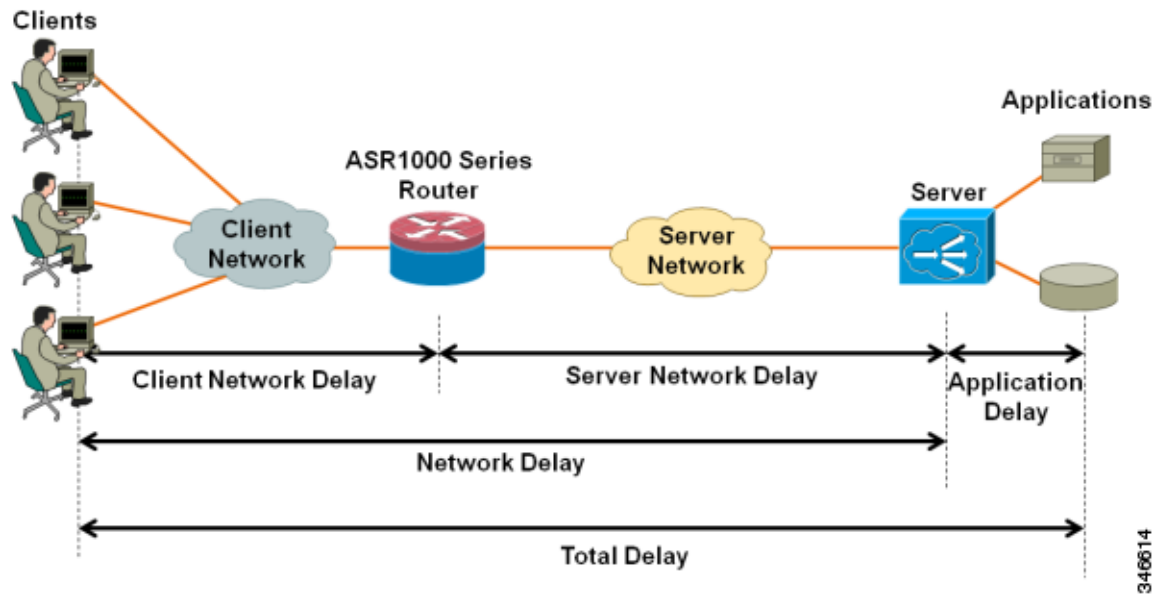 Clients
Applications
ASR1000 Series
Router
Server
Client
Network
Server
Network
Client Network Delay
Server Network Delay
Application
Delay
Network Delay
Total Delay
346614